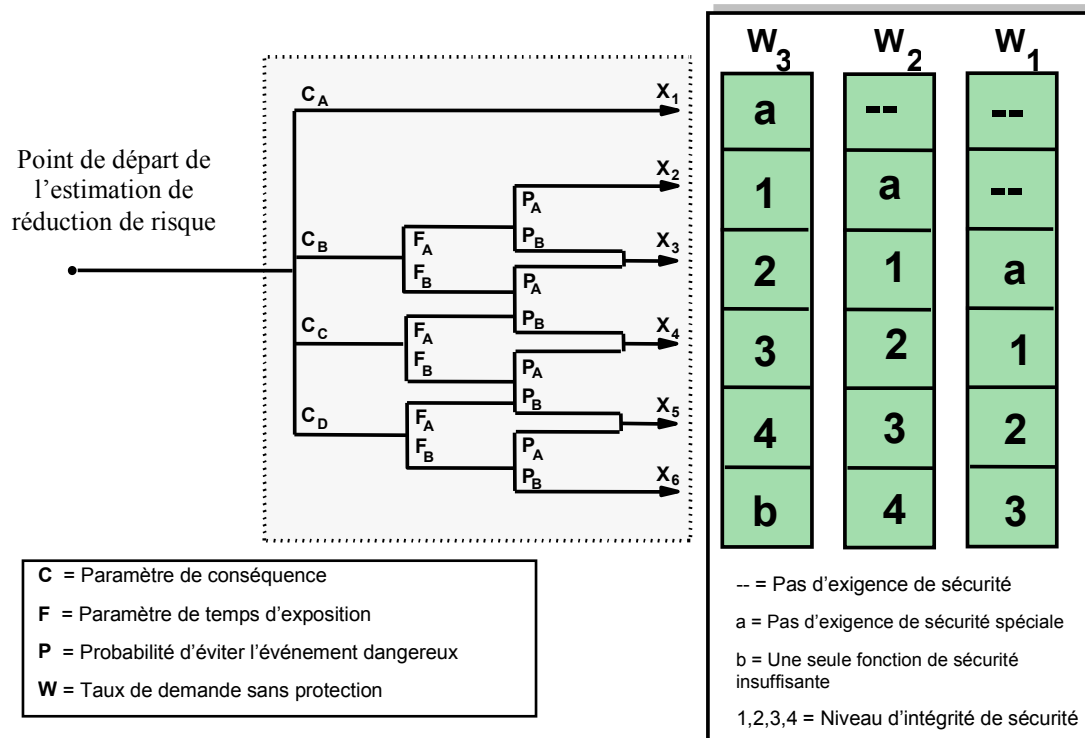 W3 W2 W1
Point de départ de
l'estimation de
réduction de risque
CA X1
a -- --
X2
PA
1 a --
CB FA PB X3
FB PA
2 1 a
CC FA PB X4
FB PA
3 2 1
CD FA PB X5
FB PA
4 3 2
PB X6
b 4 3
C = Paramètre de conséquence
F = Paramètre de temps d'exposition
P = Probabilité d'éviter l'événement dangereux
W = Taux de demande sans protection
-- = Pas d'exigence de sécurité
a = Pas d'exigence de sécurité spéciale
b = Une seule fonction de sécurité
insuffisante
1,2,3,4 = Niveau d'intégrité de sécurité